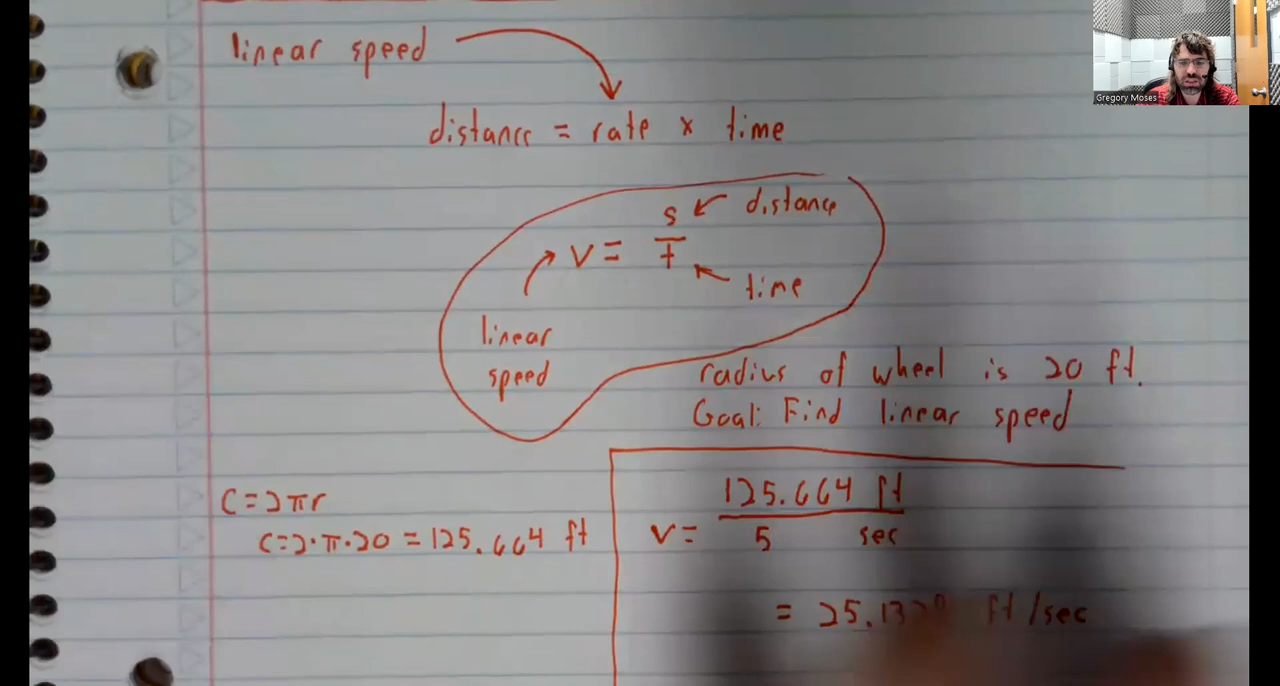 linear speed
distance = rate × time
v = s/t
distance
time
linear
speed
radius of wheel is 20 ft.
Goal: Find linear speed
C = 2πr
C = 2·π·20 = 125.664 ft
v = 125.664 ft / 5 sec
= ft/sec
Gregory Moses